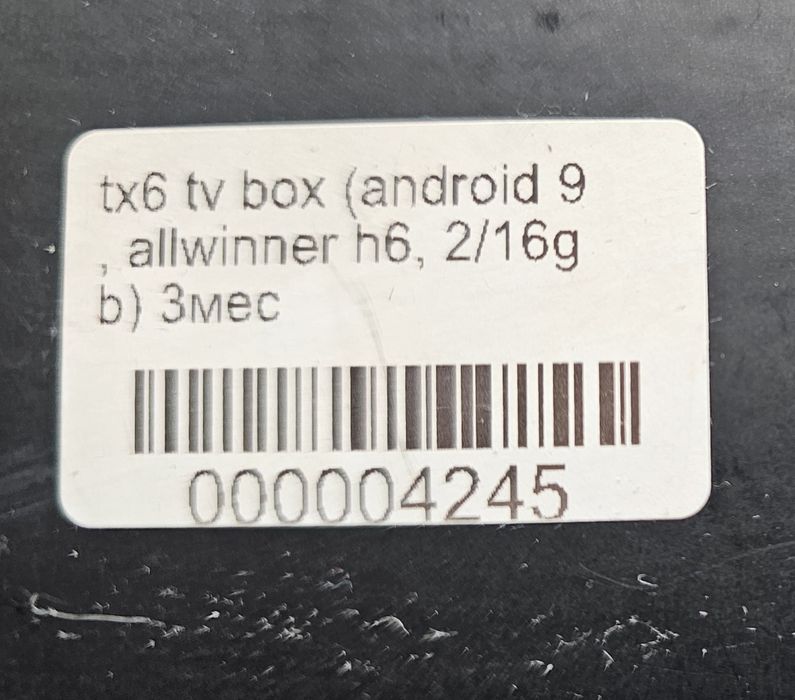 tx6 tv box (android 9
, allwinner h6, 2/16g
b) 3мес
000004245